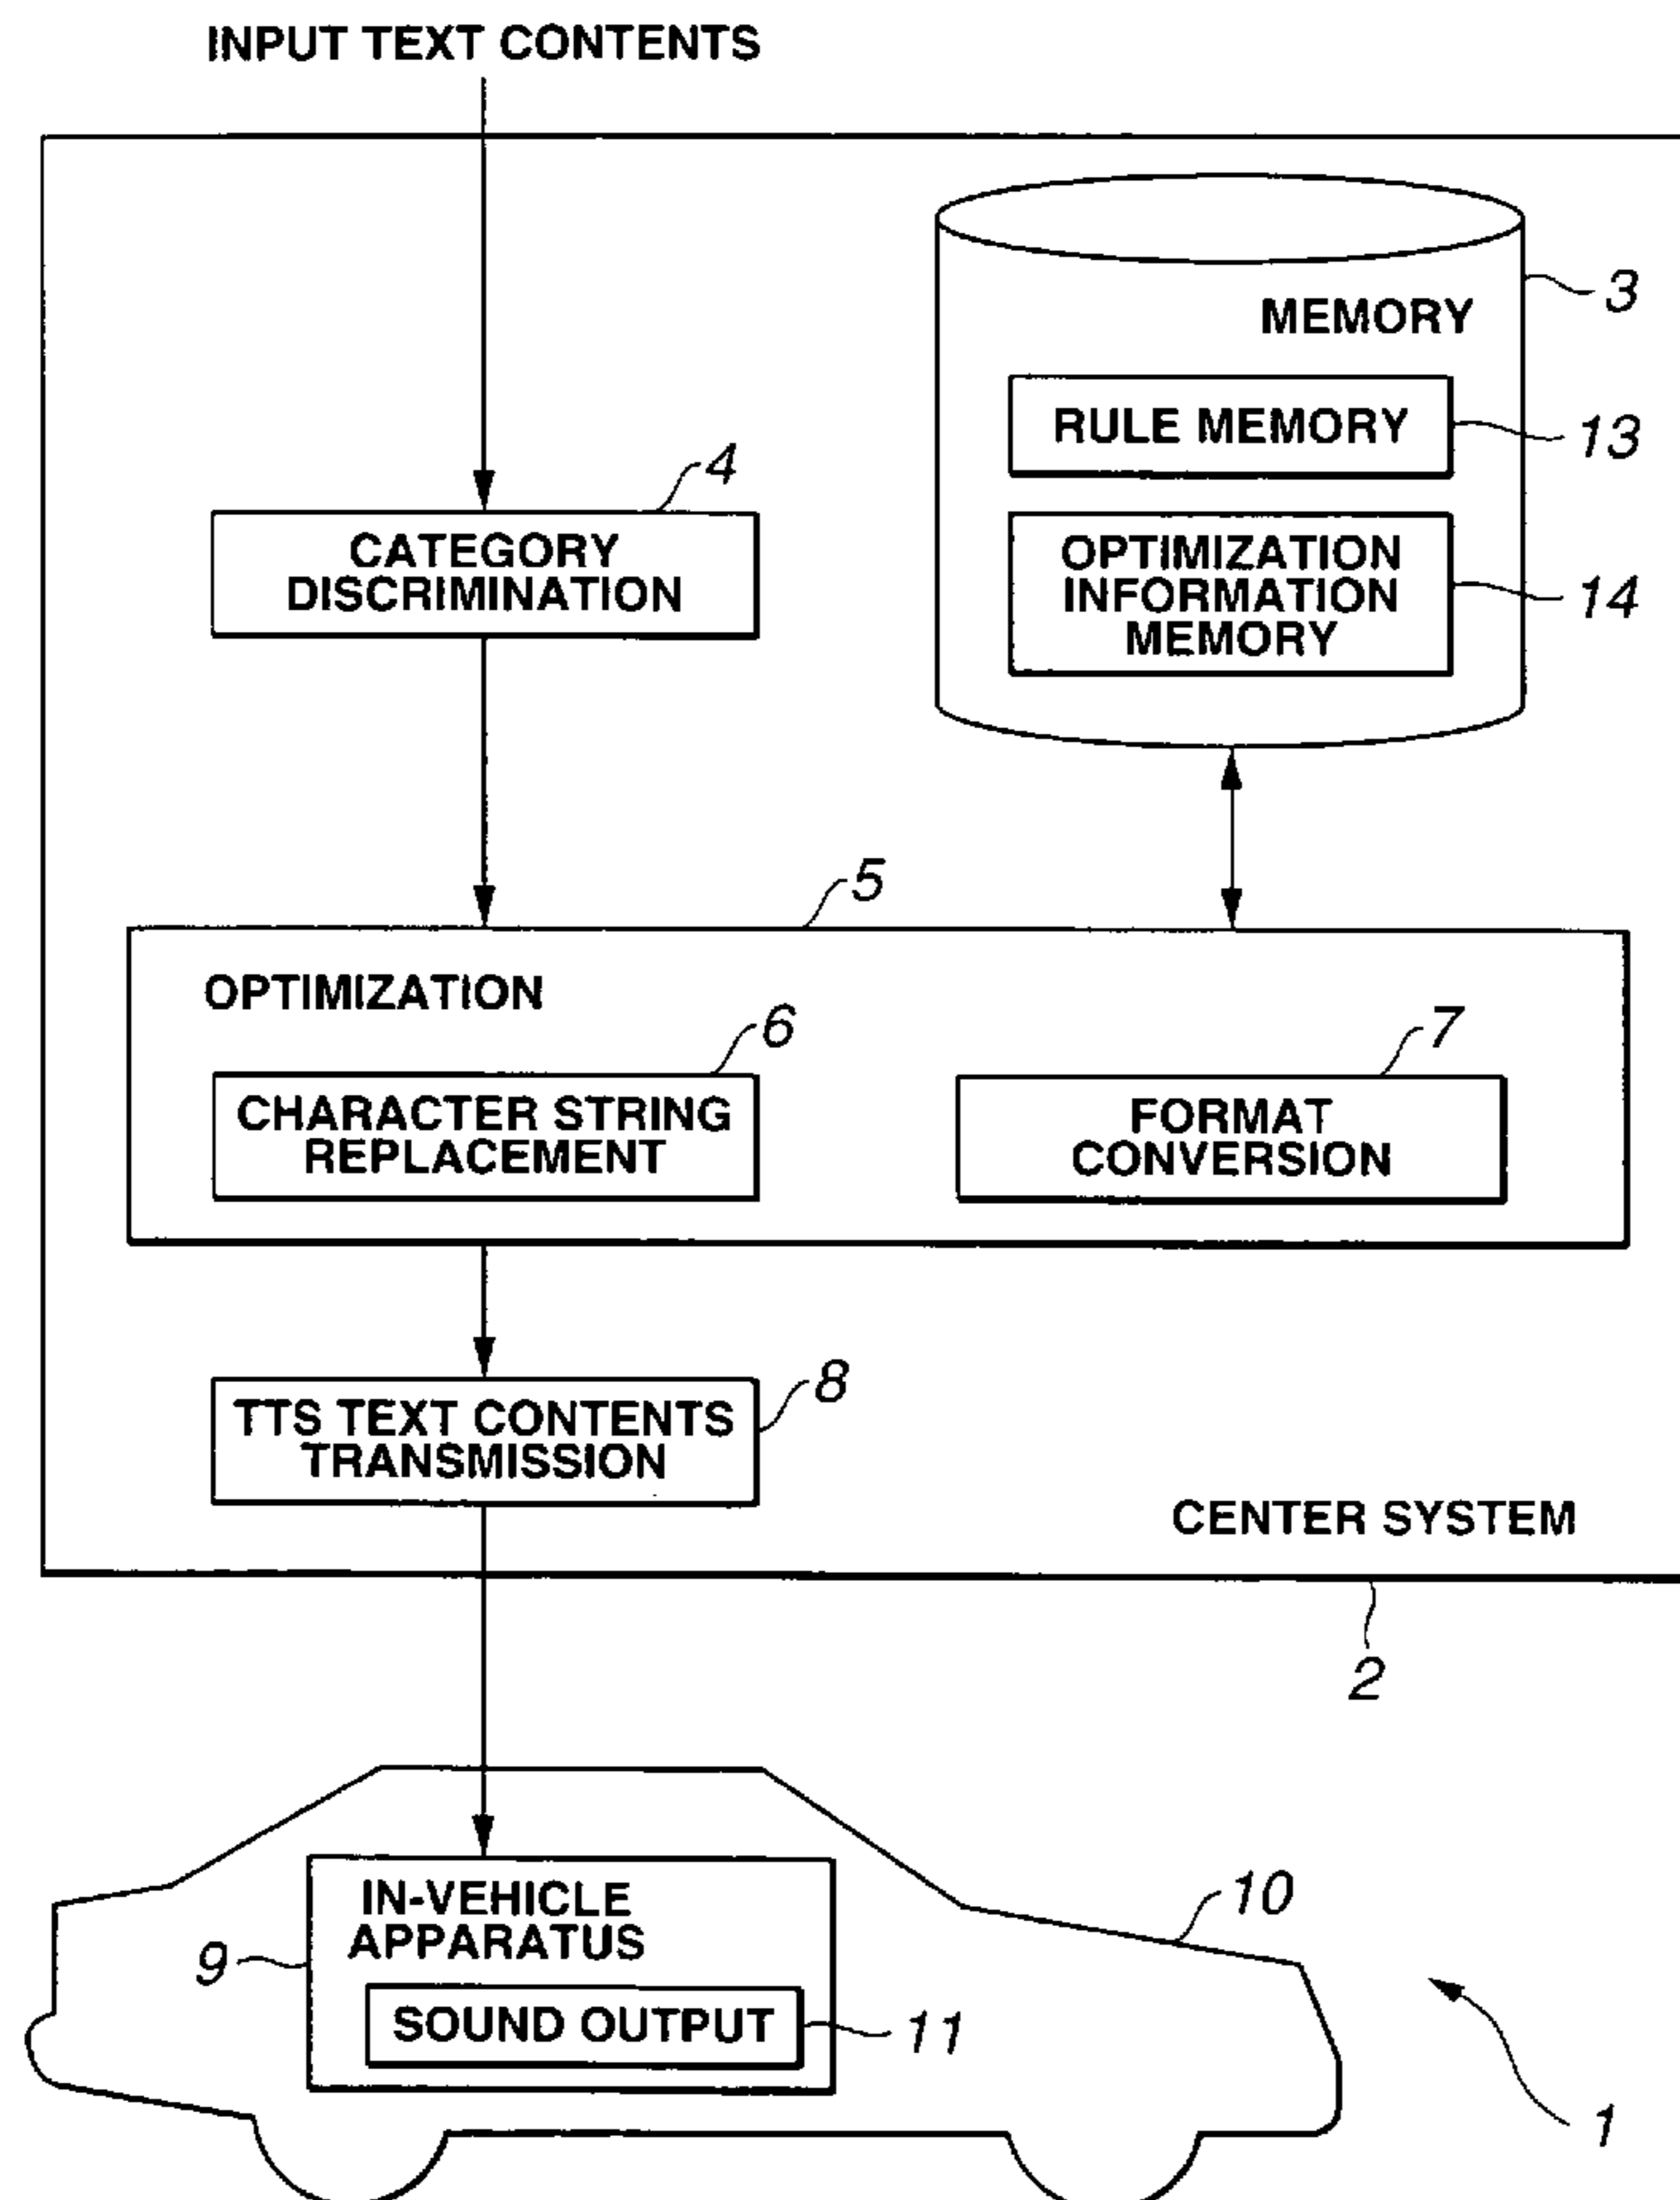 INPUT TEXT CONTENTS
3
MEMORY
RULE MEMORY
13
4
CATEGORY
DISCRIMINATION
OPTIMIZATION
INFORMATION
MEMORY
14
5
OPTIMIZATION
6
7
CHARACTER STRING
REPLACEMENT
FORMAT
CONVERSION
8
TTS TEXT CONTENTS
TRANSMISSION
CENTER SYSTEM
2
10
IN-VEHICLE
APPARATUS
9
SOUND OUTPUT
11
1